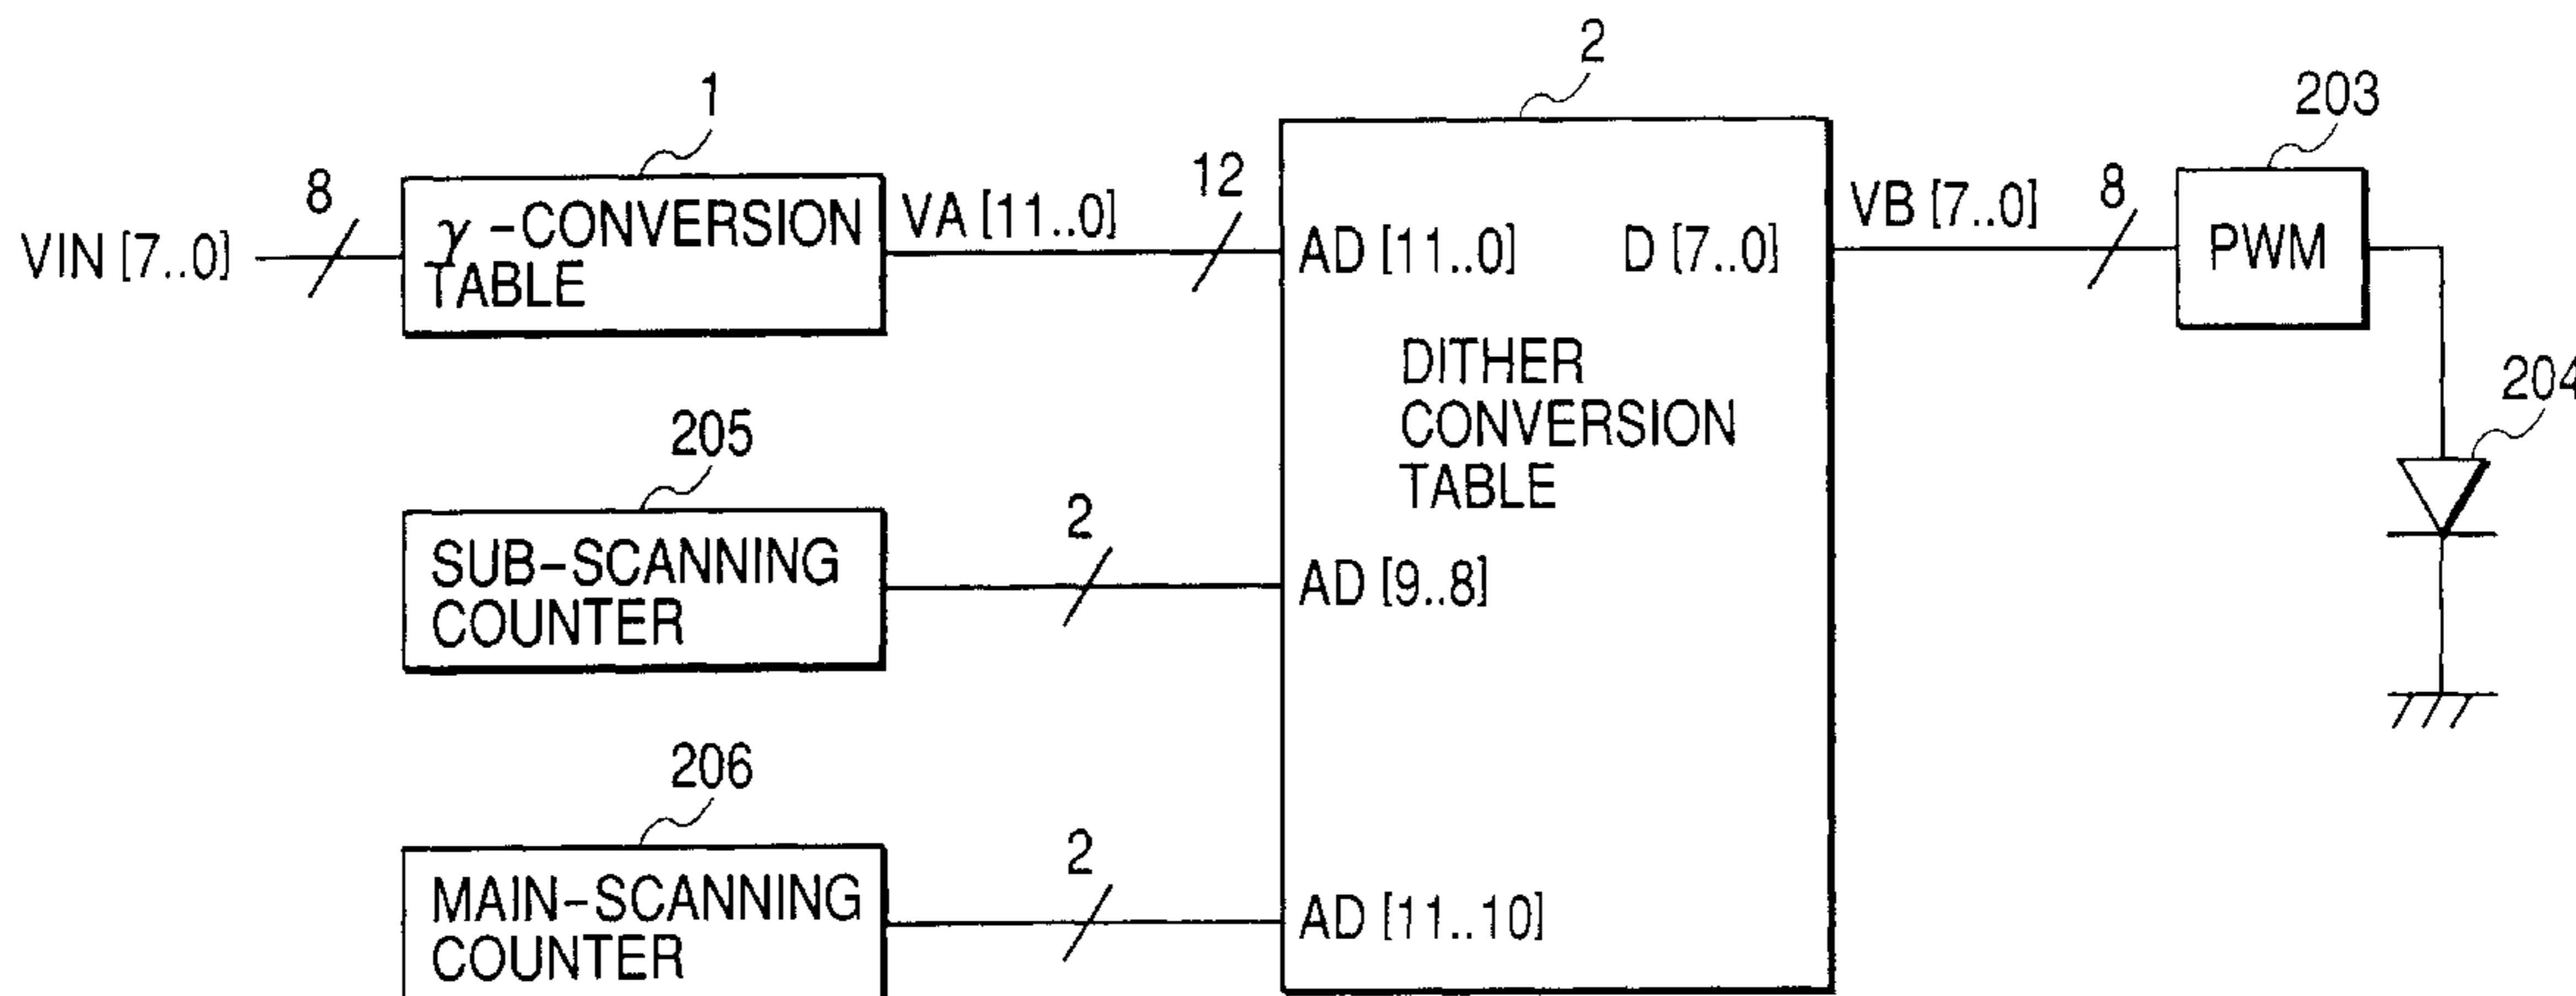 2
1
203
8
12
8
VIN [7..0]
γ-CONVERSION
TABLE
VA [11..0]
AD [11..0]
D [7..0]
VB [7..0]
PWM
DITHER
CONVERSION
TABLE
204
205
2
SUB-SCANNING
COUNTER
AD [9..8]
206
2
MAIN-SCANNING
COUNTER
AD [11..10]